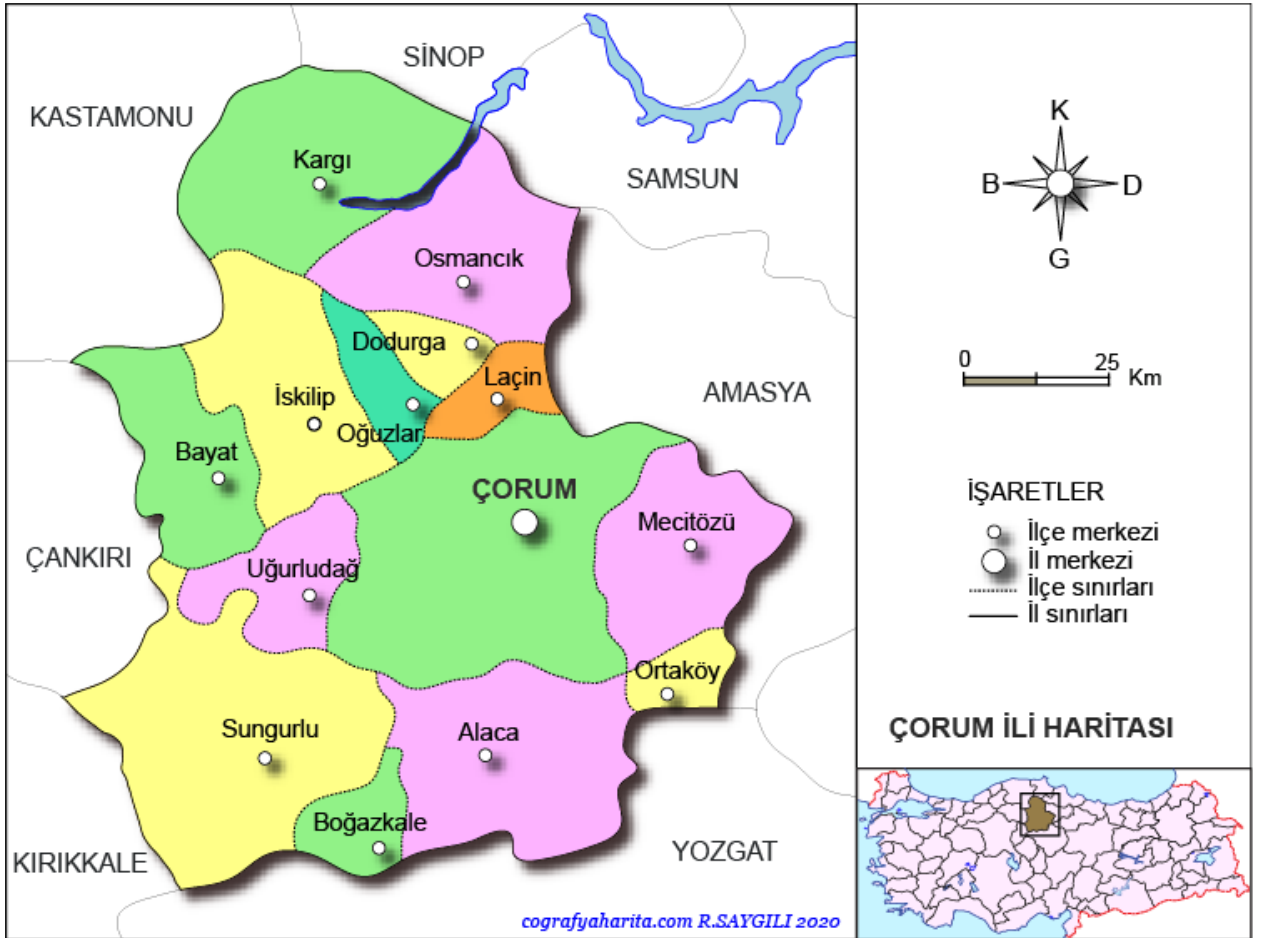 SİNOP
KASTAMONU
Kargı
SAMSUN
Osmancık
Dodurga
Laçin
AMASYA
İskilip
Oğuzlar
Bayat
ÇORUM
Mecitözü
ÇANKIRI
Uğurludağ
Ortaköy
Sungurlu
Alaca
Boğazkale
YOZGAT
KIRIKKALE
cografyaharita.com R.SAYGILI 2020
K
B
D
G
0
25
Km
İŞARETLER
İlçe merkezi
İl merkezi
İlçe sınırları
İl sınırları
ÇORUM İLİ HARİTASI